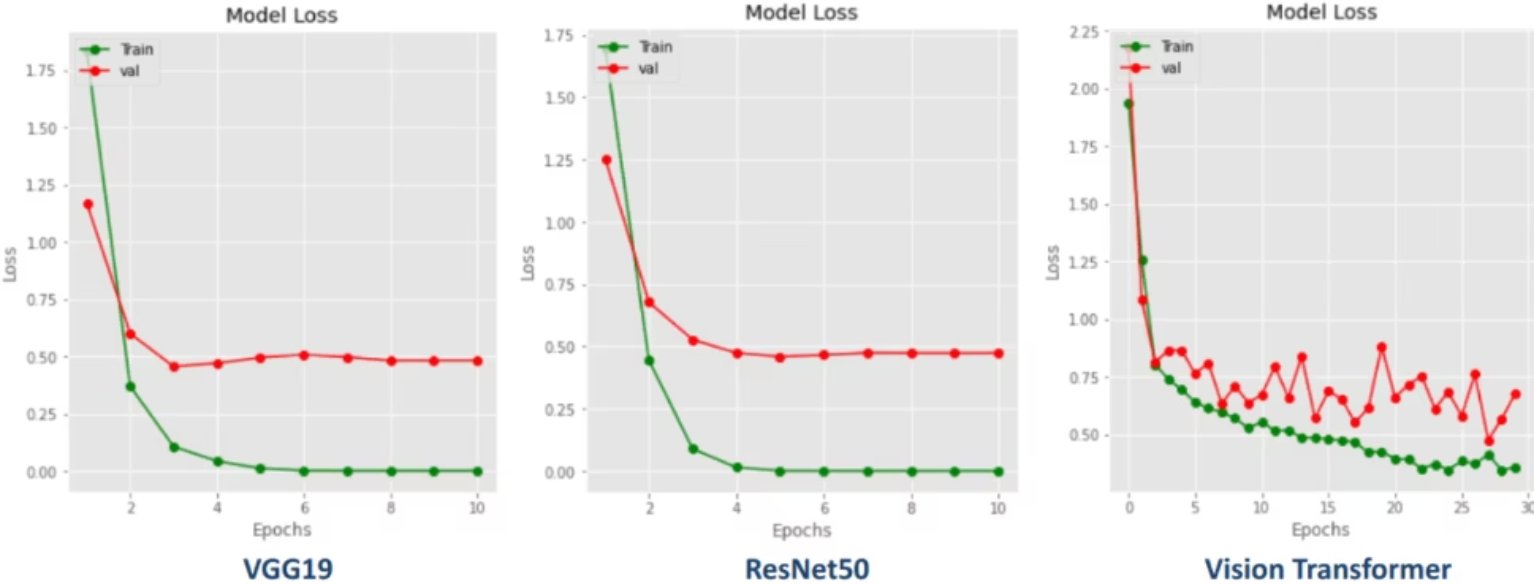 Model Loss
Train
val
1.75
1.50
1.25
1.00
0.75
0.50
0.25
0.00
Loss
2
4
6
8
10
Epochs
VGG19
Model Loss
Train
val
1.75
1.50
1.25
1.00
0.75
0.50
0.25
0.00
Loss
2
4
6
8
10
Epochs
ResNet50
Model Loss
Train
val
2.25
2.00
1.75
1.50
1.25
1.00
0.75
0.50
Loss
0
5
10
15
20
25
Epochs
Vision Transformer